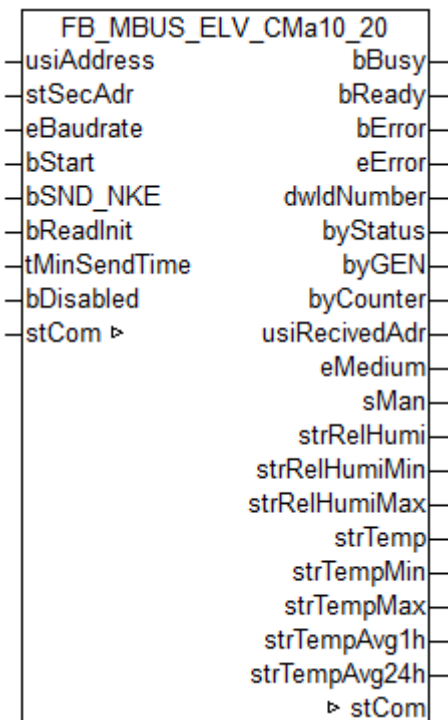 FB_MBUS_ELV_CMa10_20
usiAddress bBusy
stSecAdr bReady
eBaudrate bError
bStart eError
bSND_NKE dwIdNumber
bReadInit byStatus
tMinSendTime byGEN
bDisabled byCounter
stCom ▷ usiRecivedAdr
eMedium
sMan
strRelHumi
strRelHumiMin
strRelHumiMax
strTemp
strTempMin
strTempMax
strTempAvg1h
strTempAvg24h
▷ stCom